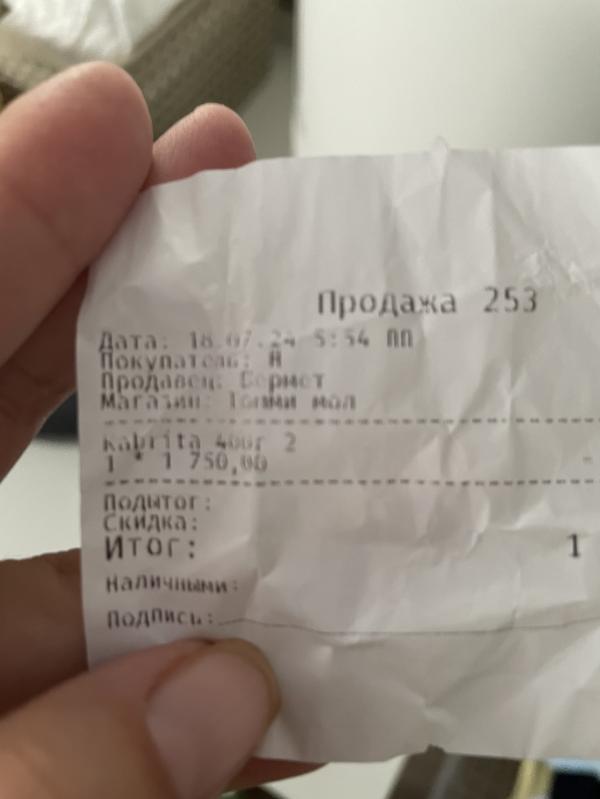 Продажа 253
Дата: 18.07.24 5:54 ПП
Покупатель: Я
Продавец: Бермет
Магазин: Томми мол
Kabrita 400г 2
1 * 1 750,00
Подытог:
Скидка:
Итог: 1
Наличными:
Подпись: